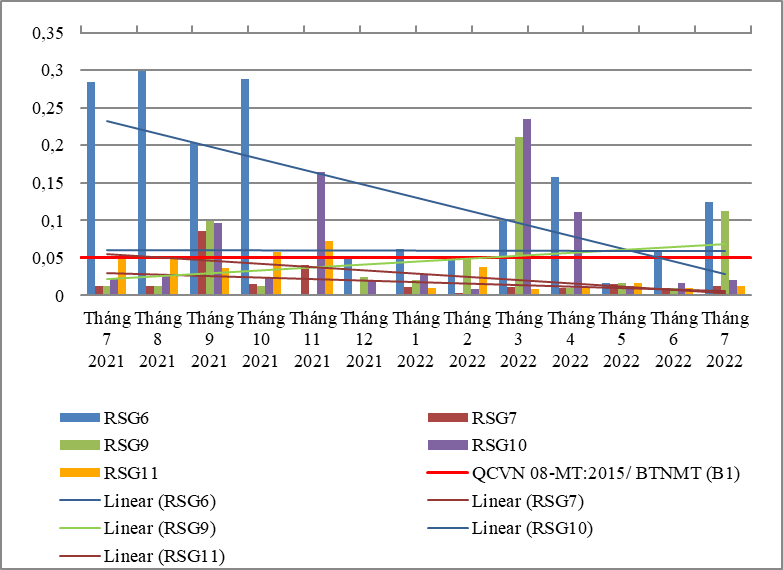 0,35
0,3
0,25
0,2
0,15
0,1
0,05
0
Tháng 7 2021
Tháng 8 2021
Tháng 9 2021
Tháng 10 2021
Tháng 11 2021
Tháng 12 2021
Tháng 1 2022
Tháng 2 2022
Tháng 3 2022
Tháng 4 2022
Tháng 5 2022
Tháng 6 2022
Tháng 7 2022
RSG6
RSG7
RSG9
RSG10
RSG11
QCVN 08-MT:2015/ BTNMT (B1)
Linear (RSG6)
Linear (RSG7)
Linear (RSG9)
Linear (RSG10)
Linear (RSG11)